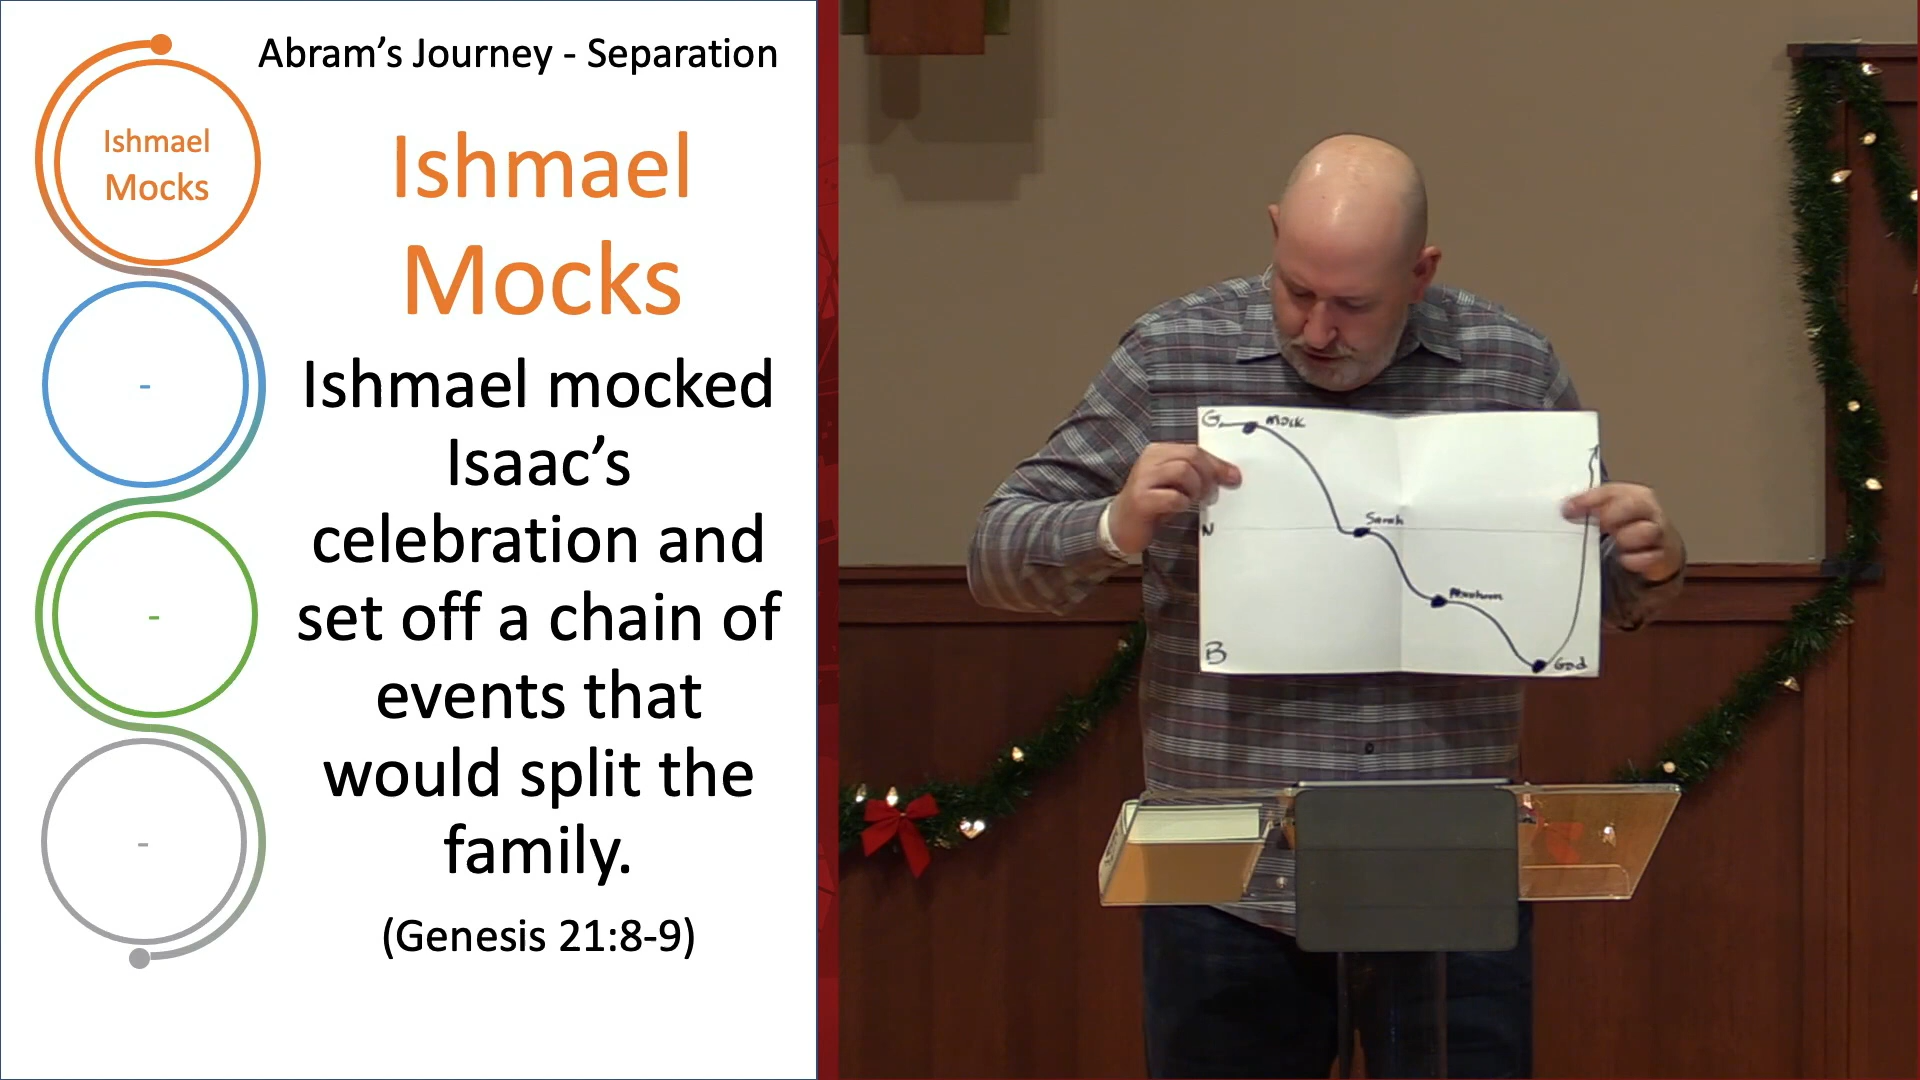 Abram’s Journey - Separation
Ishmael
Mocks
-
-
-
Ishmael
Mocks
Ishmael mocked
Isaac’s
celebration and
set off a chain of
events that
would split the
family.
(Genesis 21:8-9)
G
Mock
N
Sarah
B
God